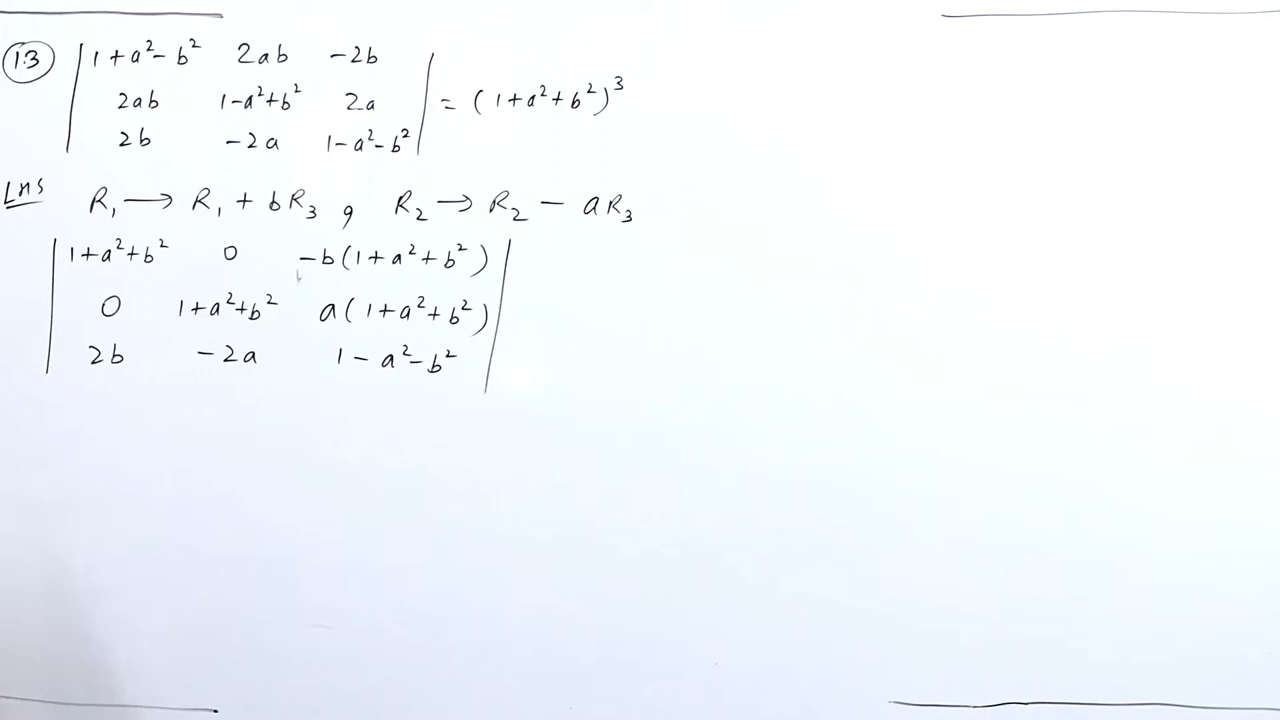 13 | 1+a²-b² 2ab -2b |
| 2ab 1-a²+b² 2a | = (1+a²+b²)³
| 2b -2a 1-a²-b² |
LHS R₁ → R₁ + bR₃ , R₂ → R₂ - aR₃
| 1+a²+b² 0 -b(1+a²+b²) |
| 0 1+a²+b² a(1+a²+b²) |
| 2b -2a 1-a²-b² |